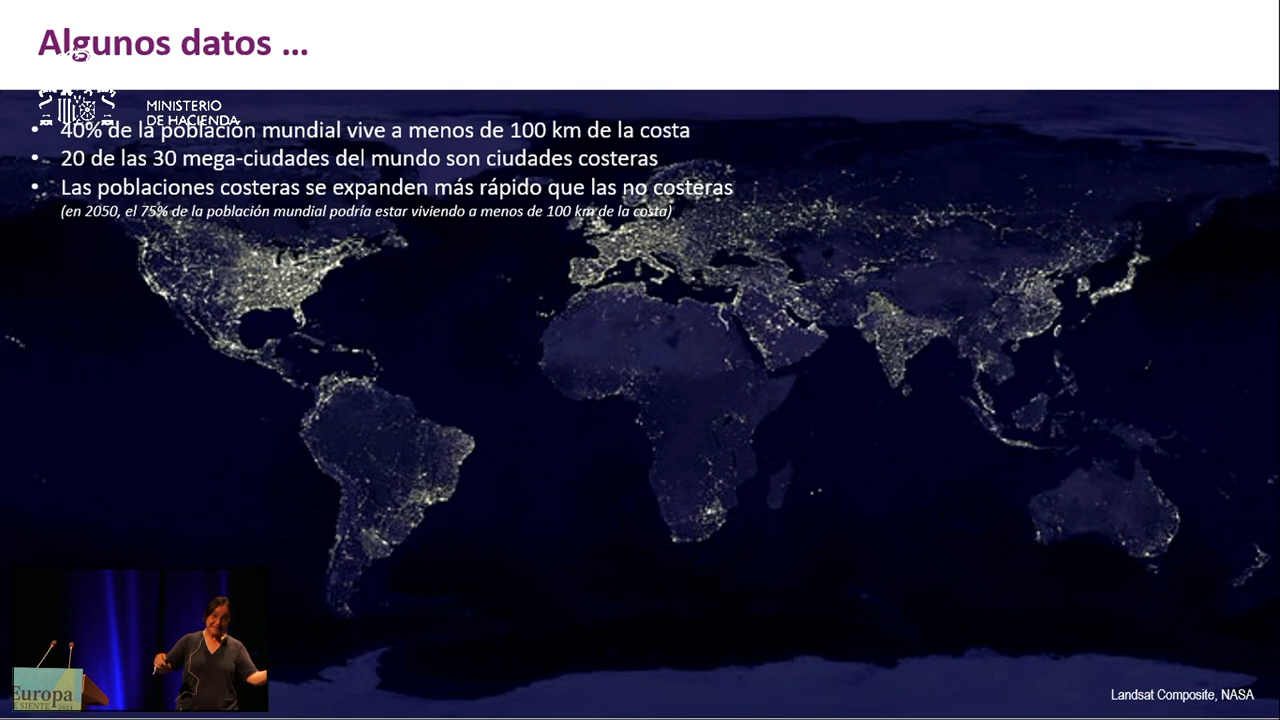 Algunos datos ...
MINISTERIO
DE HACIENDA
• 40% de la población mundial vive a menos de 100 km de la costa
• 20 de las 30 mega-ciudades del mundo son ciudades costeras
• Las poblaciones costeras se expanden más rápido que las no costeras
(en 2050, el 75% de la población mundial podría estar viviendo a menos de 100 km de la costa)
Europa
E SIENTE
Landsat Composite, NASA